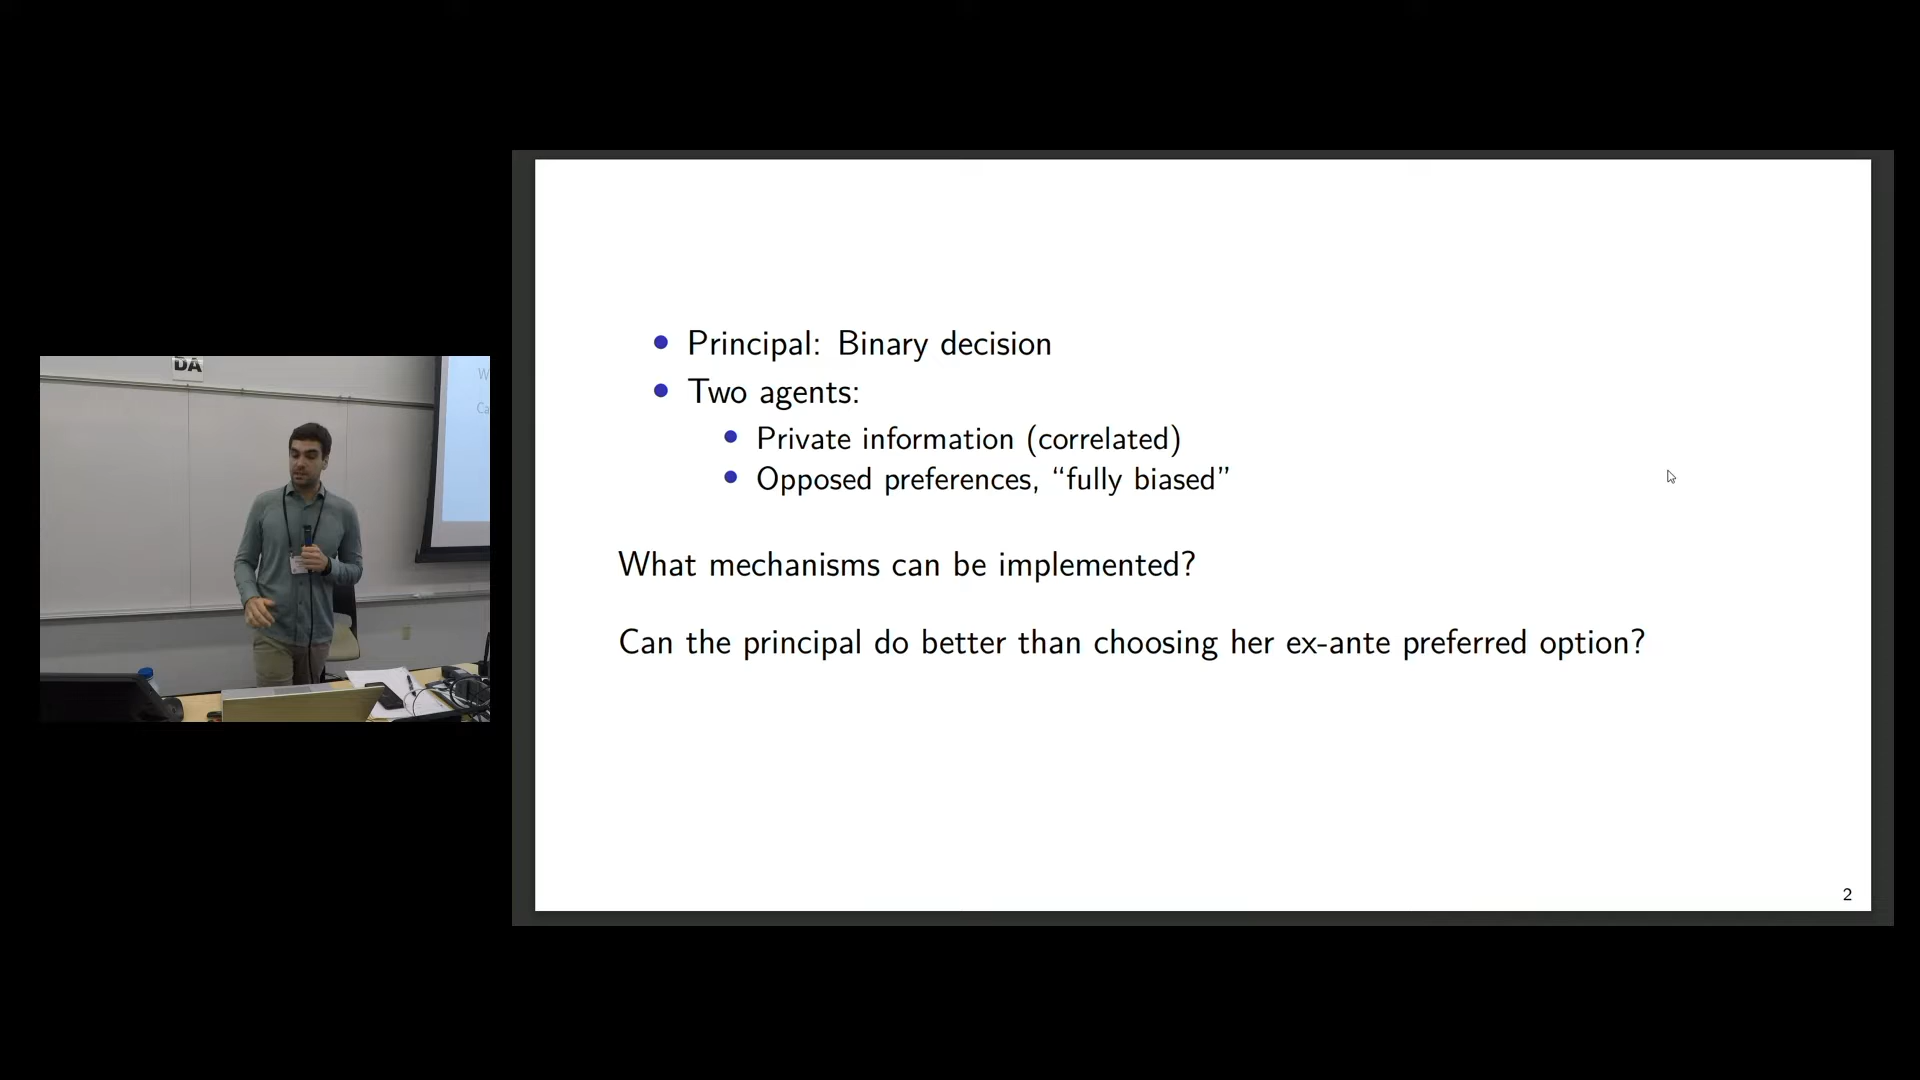 DA
W
Ca
Principal: Binary decision
Two agents:
Private information (correlated)
Opposed preferences, “fully biased”
What mechanisms can be implemented?
Can the principal do better than choosing her ex-ante preferred option?
2